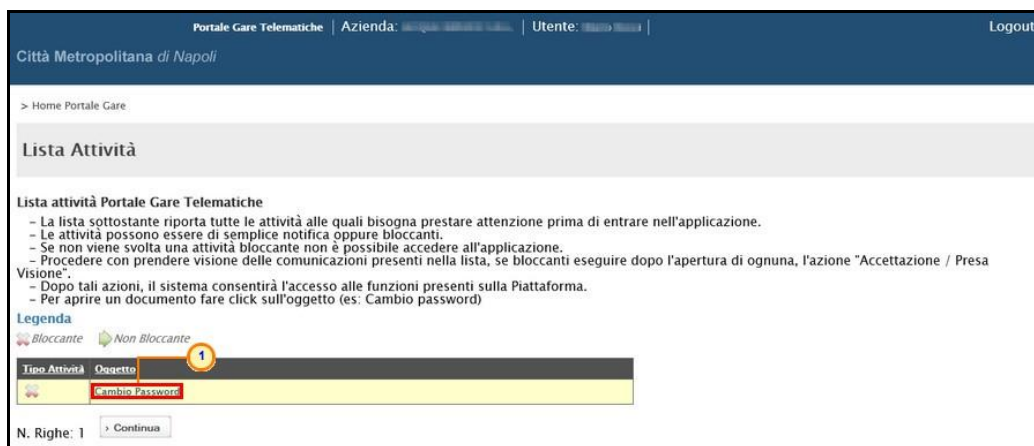 Portale Gare Telematiche | Azienda: | Utente: | Logout
Città Metropolitana di Napoli
> Home Portale Gare
Lista Attività
Lista attività Portale Gare Telematiche
– La lista sottostante riporta tutte le attività alle quali bisogna prestare attenzione prima di entrare nell'applicazione.
– Le attività possono essere di semplice notifica oppure bloccanti.
– Se non viene svolta una attività bloccante non è possibile accedere all'applicazione.
– Procedere con prendere visione delle comunicazioni presenti nella lista, se bloccanti eseguire dopo l'apertura di ognuna, l'azione "Accettazione / Presa
Visione".
– Dopo tali azioni, il sistema consentirà l'accesso alle funzioni presenti sulla Piattaforma.
– Per aprire un documento fare click sull'oggetto (es: Cambio password)
Legenda
Bloccante Non Bloccante
1
Tipo Attività Oggetto
Cambio Password
N. Righe: 1 › Continua